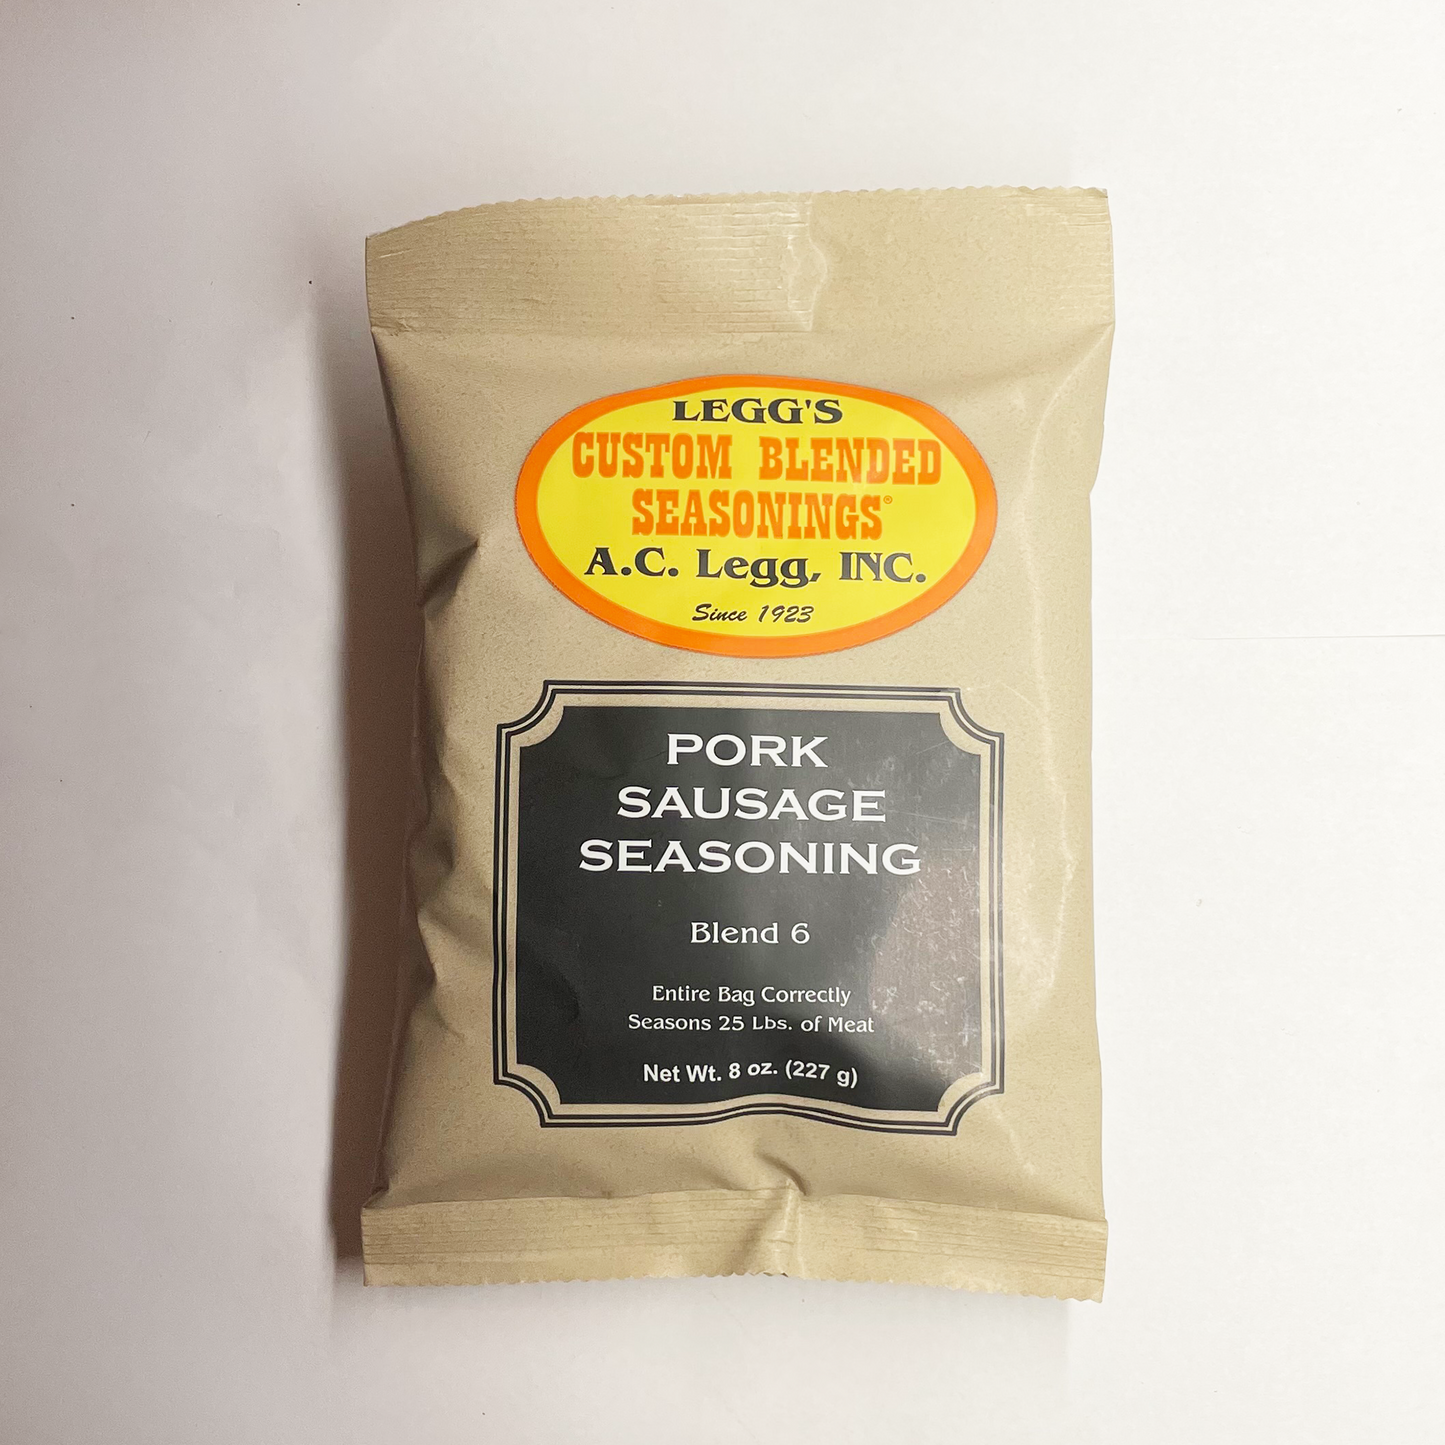 LEGG'S
CUSTOM BLENDED
SEASONINGS®
A.C. Legg, INC.
Since 1923
PORK
SAUSAGE
SEASONING
Blend 6
Entire Bag Correctly
Seasons 25 Lbs. of Meat
Net Wt. 8 oz. (227 g)